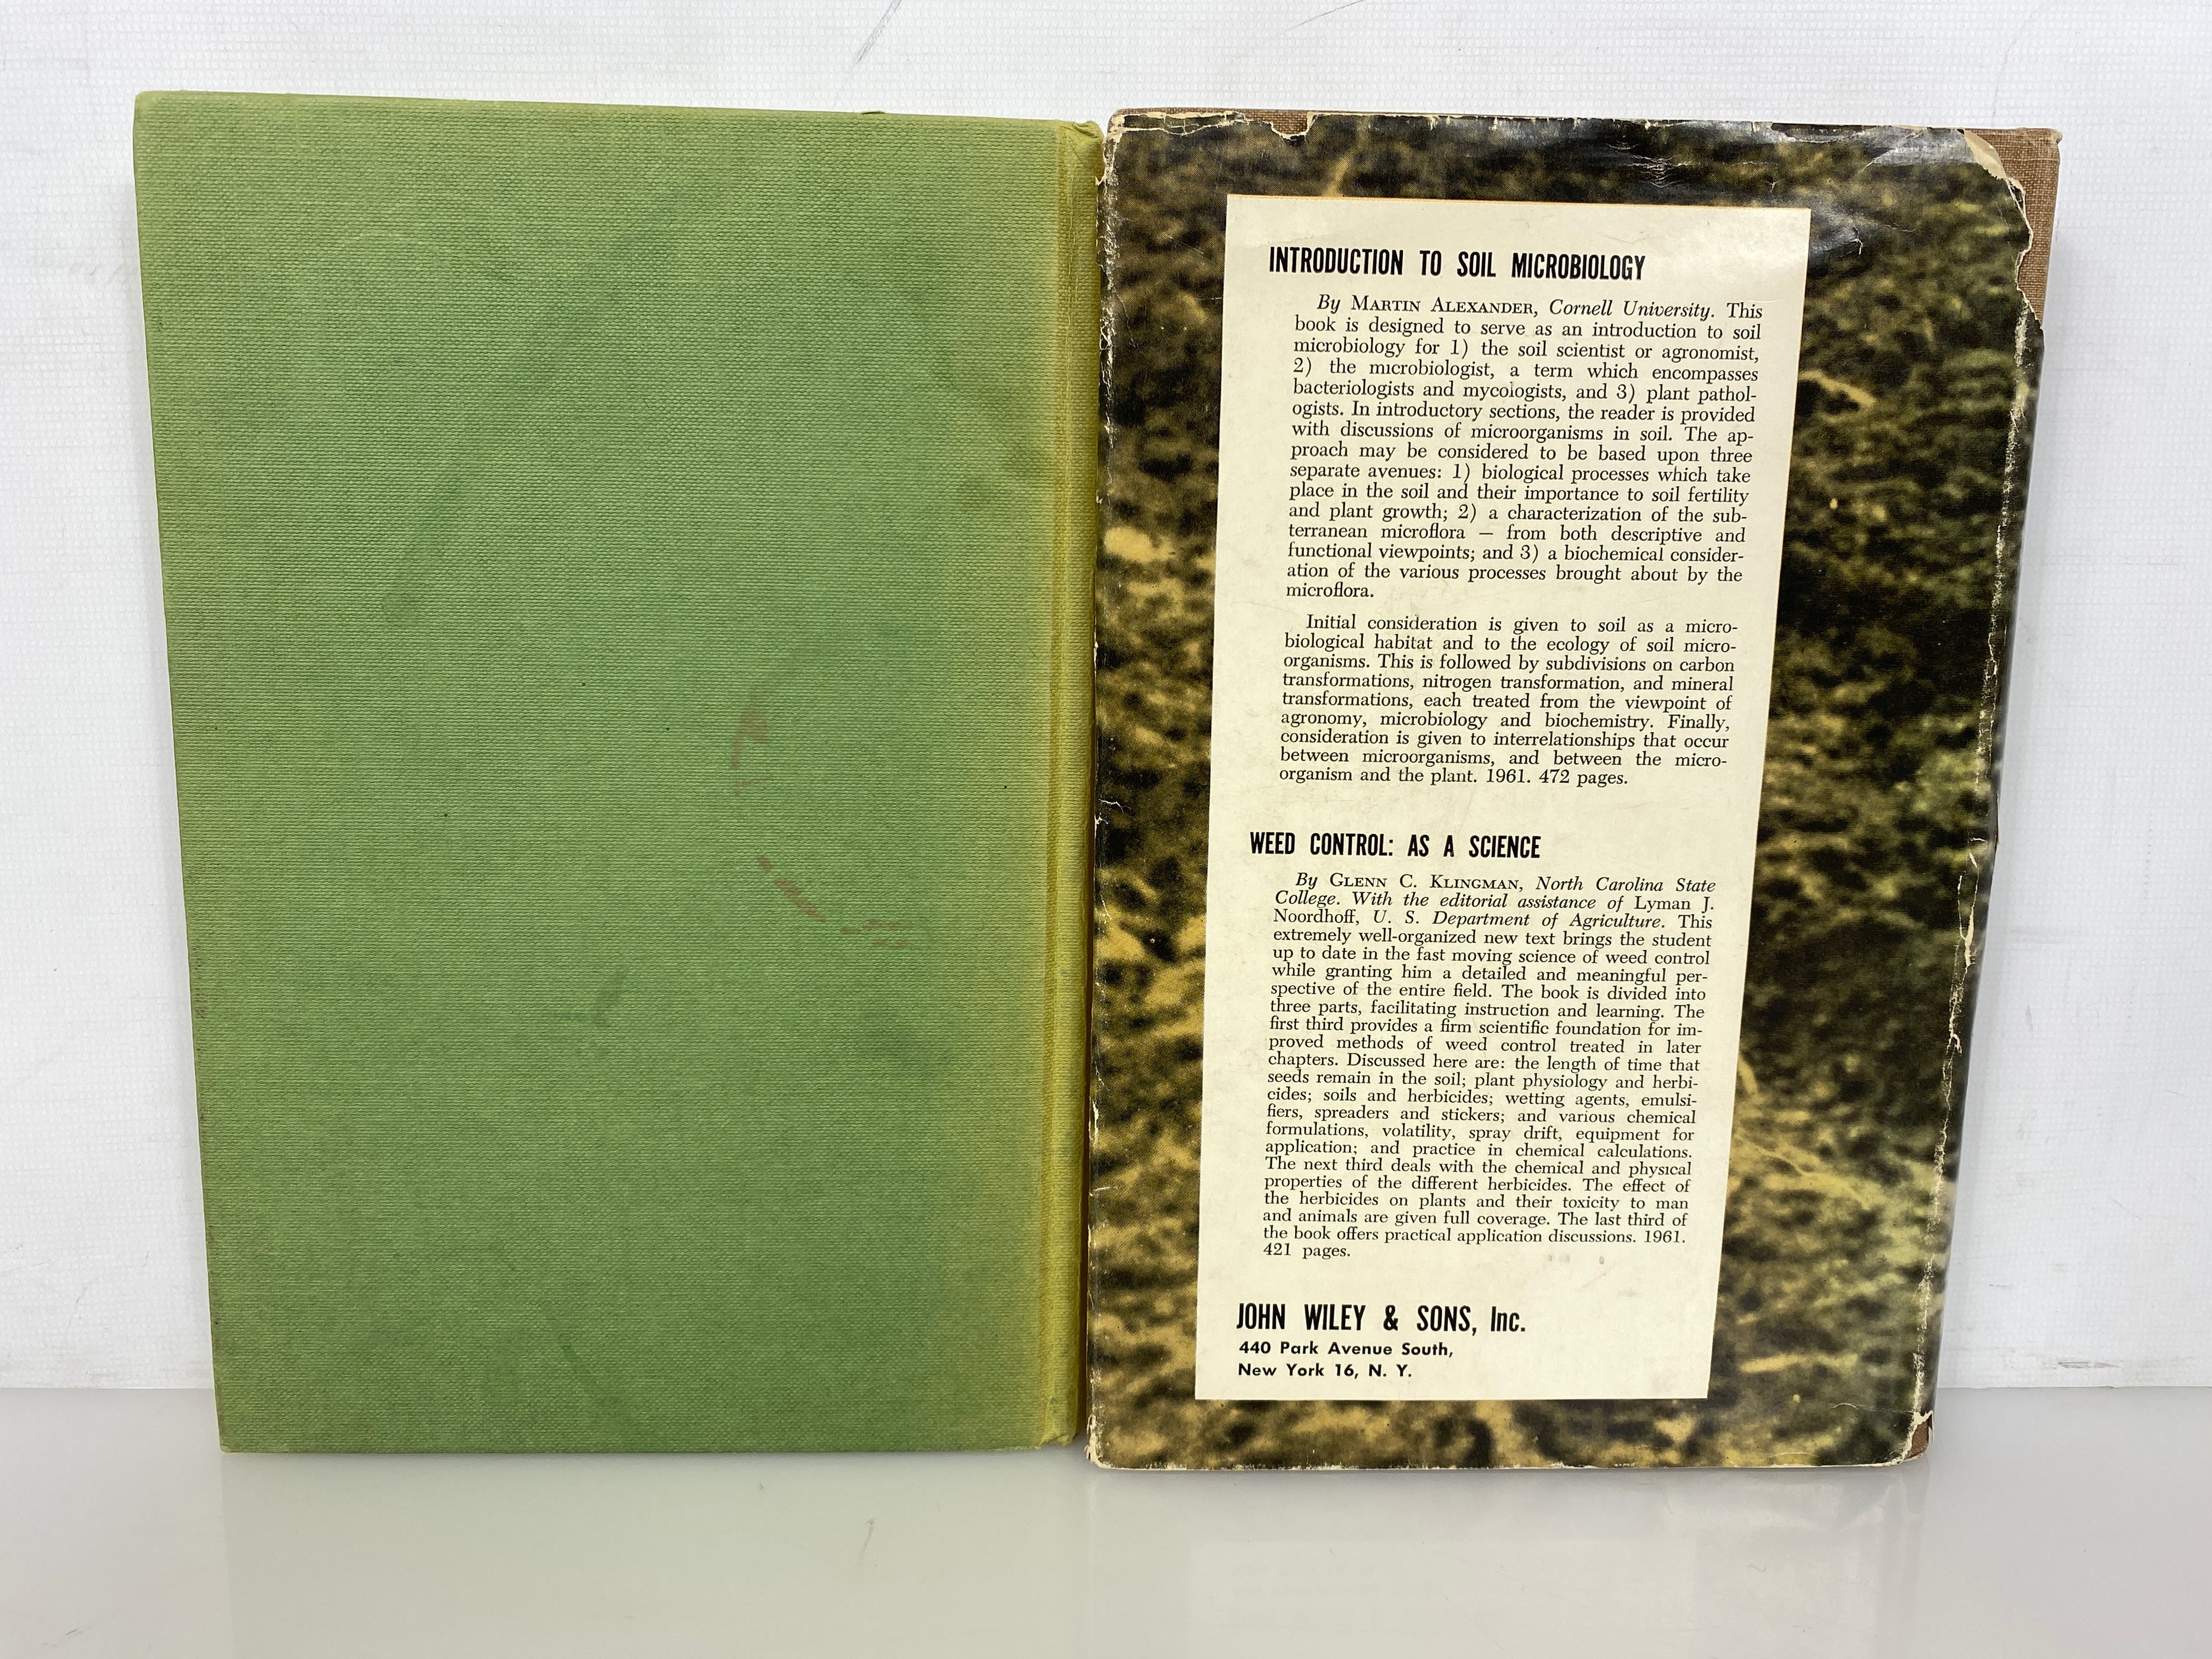 INTRODUCTION TO SOIL MICROBIOLOGY
By MARTIN ALEXANDER, Cornell University. This
book is designed to serve as an introduction to soil
microbiology for 1) the soil scientist or agronomist,
2) the microbiologist, a term which encompasses
bacteriologists and mycologists, and 3) plant pathol-
ogists. In introductory sections, the reader is provided
with discussions of microorganisms in soil. The ap-
proach may be considered to be based upon three
separate avenues: 1) biological processes which take
place in the soil and their importance to soil fertility
and plant growth; 2) a characterization of the sub-
terranean microflora — from both descriptive and
functional viewpoints; and 3) a biochemical consider-
ation of the various processes brought about by the
microflora.
Initial consideration is given to soil as a micro-
biological habitat and to the ecology of soil micro-
organisms. This is followed by subdivisions on carbon
transformations, nitrogen transformation, and mineral
transformations, each treated from the viewpoint of
agronomy, microbiology and biochemistry. Finally,
consideration is given to interrelationships that occur
between microorganisms, and between the micro-
organism and the plant. 1961. 472 pages.
WEED CONTROL: AS A SCIENCE
By GLENN C. KLINGMAN, North Carolina State
College. With the editorial assistance of Lyman J.
Noordhoff, U. S. Department of Agriculture. This
extremely well-organized new text brings the student
up to date in the fast moving science of weed control
while granting him a detailed and meaningful per-
spective of the entire field. The book is divided into
three parts, facilitating instruction and learning. The
first third provides a firm scientific foundation for im-
proved methods of weed control treated in later
chapters. Discussed here are: the length of time that
seeds remain in the soil; plant physiology and herbi-
cides; soils and herbicides; wetting agents, emulsi-
fiers, spreaders and stickers; and various chemical
formulations, volatility, spray drift, equipment for
application; and practice in chemical calculations.
The next third deals with the chemical and physical
properties of the different herbicides. The effect of
the herbicides on plants and their toxicity to man
and animals are given full coverage. The last third of
the book offers practical application discussions. 1961.
421 pages.
JOHN WILEY & SONS, Inc.
440 Park Avenue South,
New York 16, N. Y.